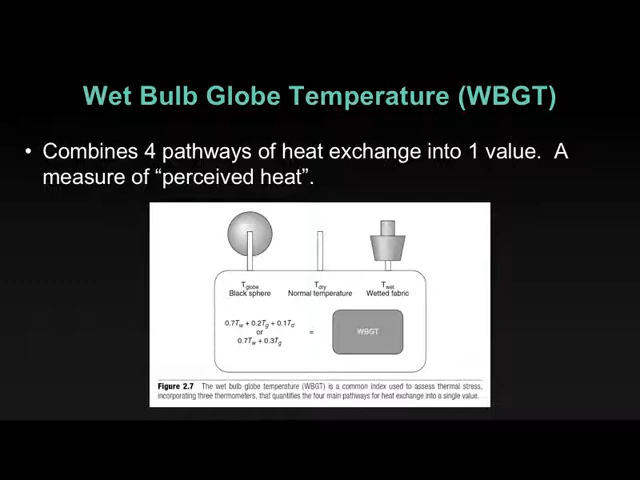 Wet Bulb Globe Temperature (WBGT)
• Combines 4 pathways of heat exchange into 1 value. A
measure of “perceived heat”.
Tglobe Tdry Twet
Black sphere Normal temperature Wetted fabric
0.7Tw + 0.2Tg + 0.1Td
or
0.7Tw + 0.3Tg
= WBGT
Figure 2.7 The wet bulb globe temperature (WBGT) is a common index used to assess thermal stress,
incorporating three thermometers, that quantifies the four main pathways for heat exchange into a single value.